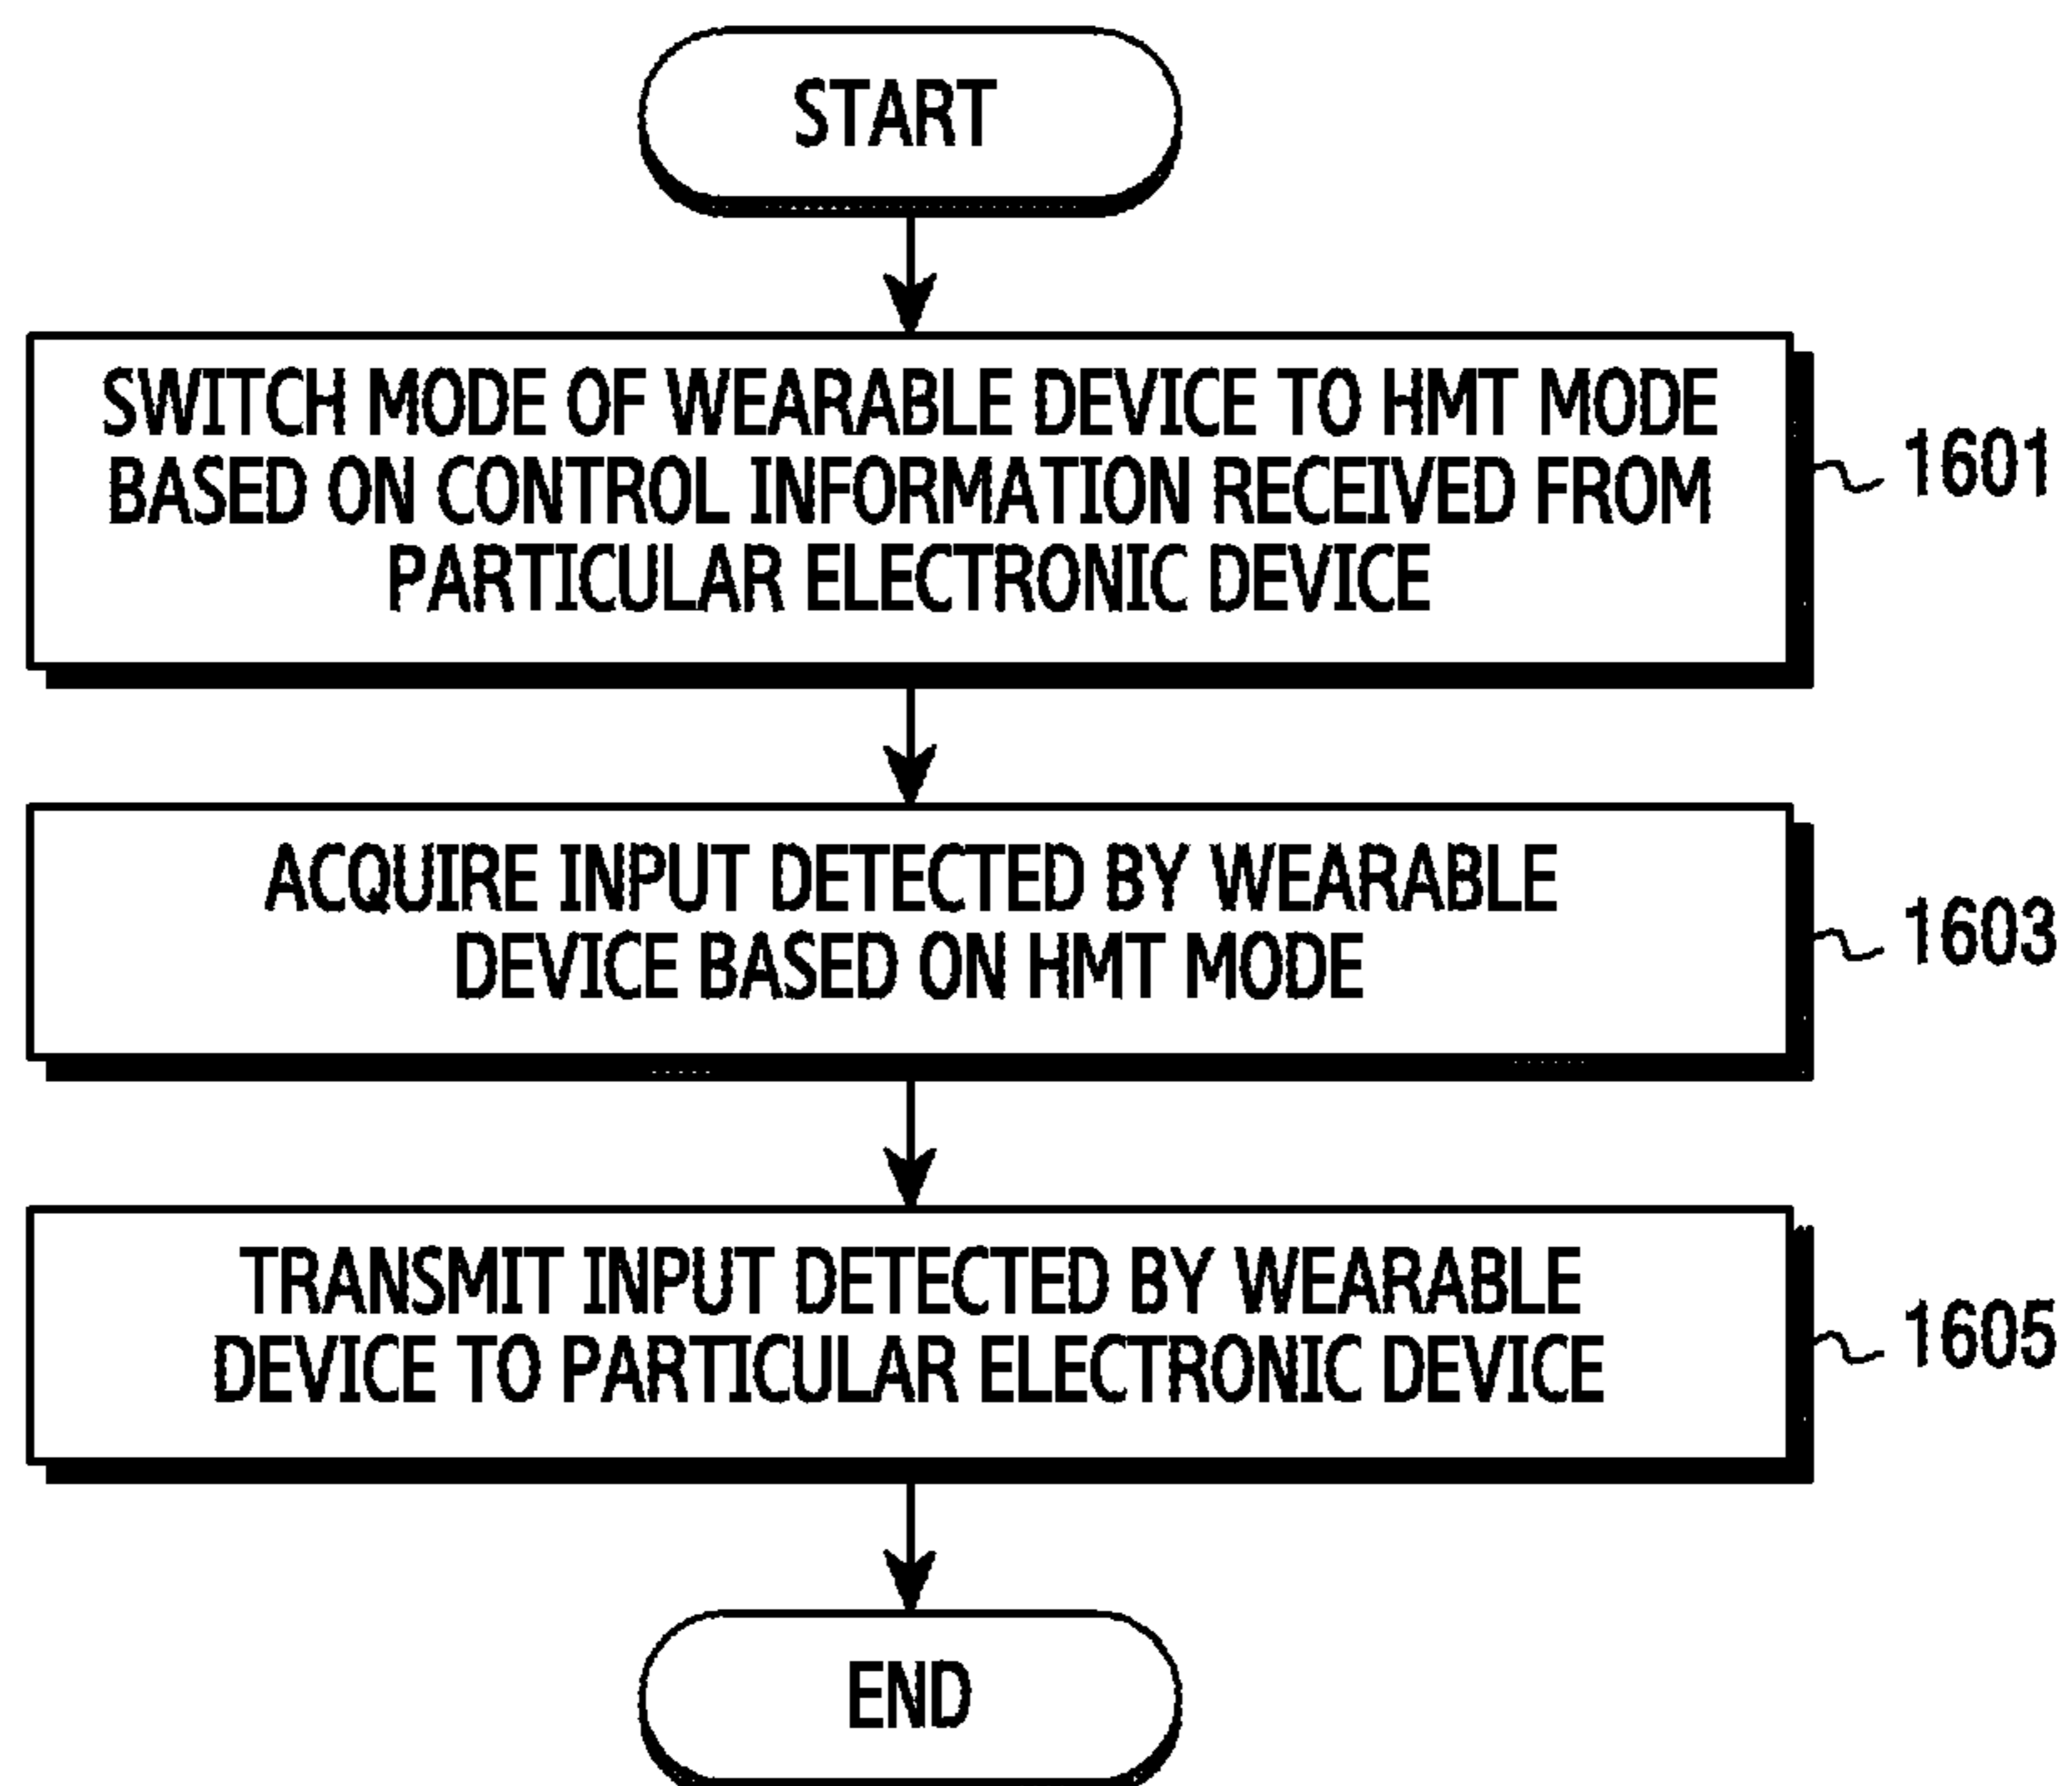 START
SWITCH MODE OF WEARABLE DEVICE TO HMT MODE
BASED ON CONTROL INFORMATION RECEIVED FROM
PARTICULAR ELECTRONIC DEVICE
1601
ACQUIRE INPUT DETECTED BY WEARABLE
DEVICE BASED ON HMT MODE
1603
TRANSMIT INPUT DETECTED BY WEARABLE
DEVICE TO PARTICULAR ELECTRONIC DEVICE
1605
END